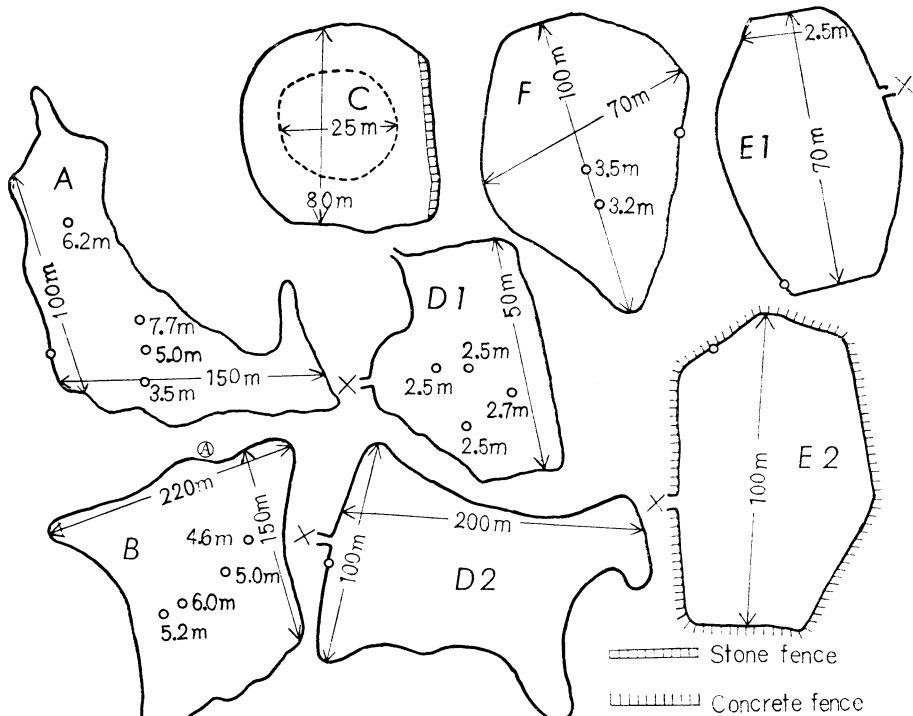 A
6.2m
100m
7.7m
5.0m
150m
3.5m
C
25m
80m
F
100m
70m
3.5m
3.2m
E1
2.5m
70m
D1
50m
2.5m
2.5m
2.7m
2.5m
Ⓐ
B
220m
150m
4.6m
5.0m
6.0m
5.2m
D2
200m
100m
E2
100m
Stone fence
Concrete fence